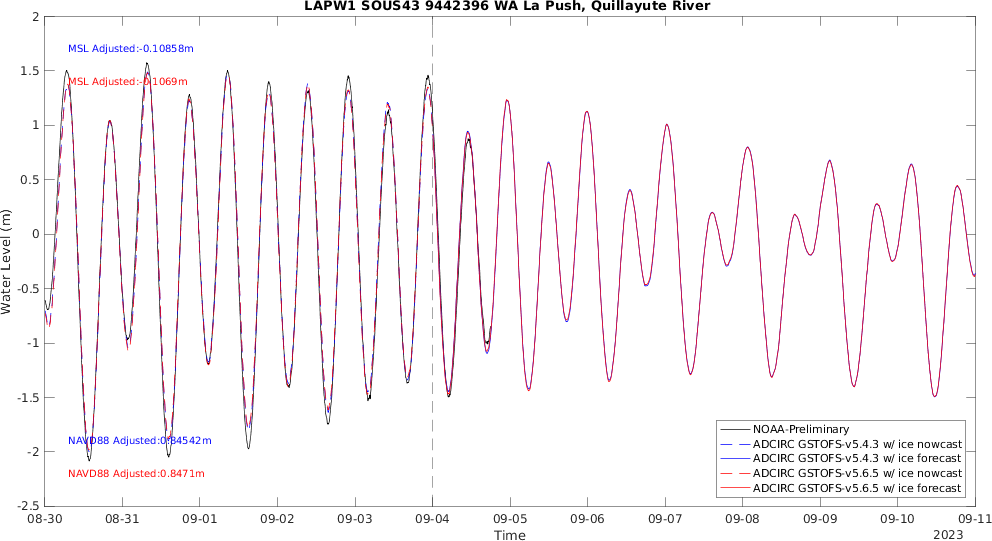 LAPW1 SOUS43 9442396 WA La Push, Quillayute River
2
1.5
1
0.5
0
-0.5
-1
-1.5
-2
-2.5
Water Level (m)
MSL Adjusted:-0.10858m
MSL Adjusted:-0.1069m
NAVD88 Adjusted:0.84542m
NAVD88 Adjusted:0.8471m
NOAA-Preliminary
ADCIRC GSTOFS-v5.4.3 w/ ice nowcast
ADCIRC GSTOFS-v5.4.3 w/ ice forecast
ADCIRC GSTOFS-v5.6.5 w/ ice nowcast
ADCIRC GSTOFS-v5.6.5 w/ ice forecast
08-30 08-31 09-01 09-02 09-03 09-04 09-05 09-06 09-07 09-08 09-09 09-10 09-11
Time
2023